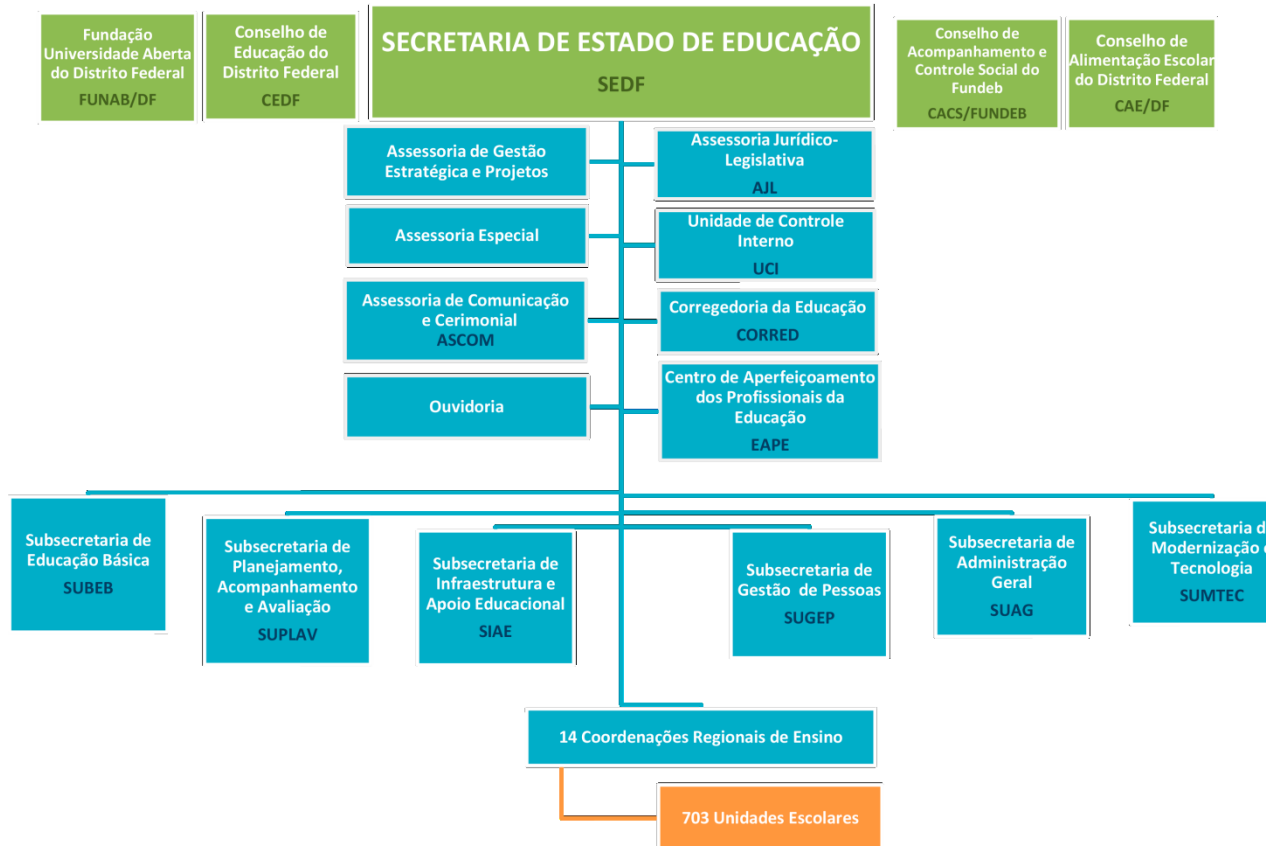 Fundação
Universidade Aberta
do Distrito Federal
FUNAB/DF
Conselho de
Educação do
Distrito Federal
CEDF
SECRETARIA DE ESTADO DE EDUCAÇÃO
SEDF
Conselho de
Acompanhamento e
Controle Social do
Fundeb
CACS/FUNDEB
Conselho de
Alimentação Escolar
do Distrito Federal
CAE/DF
Assessoria de Gestão
Estratégica e Projetos
Assessoria Jurídico-
Legislativa
AJL
Assessoria Especial
Unidade de Controle
Interno
UCI
Assessoria de Comunicação
e Cerimonial
ASCOM
Corregedoria da Educação
CORRED
Ouvidoria
Centro de Aperfeiçoamento
dos Profissionais da
Educação
EAPE
Subsecretaria de
Educação Básica
SUBEB
Subsecretaria de
Planejamento,
Acompanhamento
e Avaliação
SUPLAV
Subsecretaria de
Infraestrutura e
Apoio Educacional
SIAE
Subsecretaria de
Gestão de Pessoas
SUGEP
Subsecretaria de
Administração
Geral
SUAG
Subsecretaria
Modernização
Tecnologia
SUMTEC
14 Coordenações Regionais de Ensino
703 Unidades Escolares